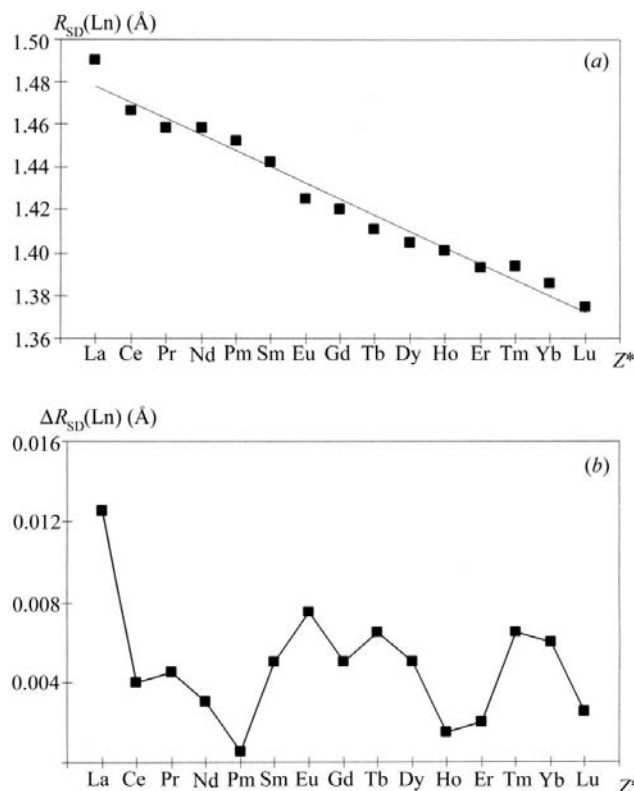 R_SD(Ln) (Å)
(a)
1.50
1.48
1.46
1.44
1.42
1.40
1.38
1.36
La Ce Pr Nd Pm Sm Eu Gd Tb Dy Ho Er Tm Yb Lu Z*
ΔR_SD(Ln) (Å)
(b)
0.016
0.012
0.008
0.004
La Ce Pr Nd Pm Sm Eu Gd Tb Dy Ho Er Tm Yb Lu Z*